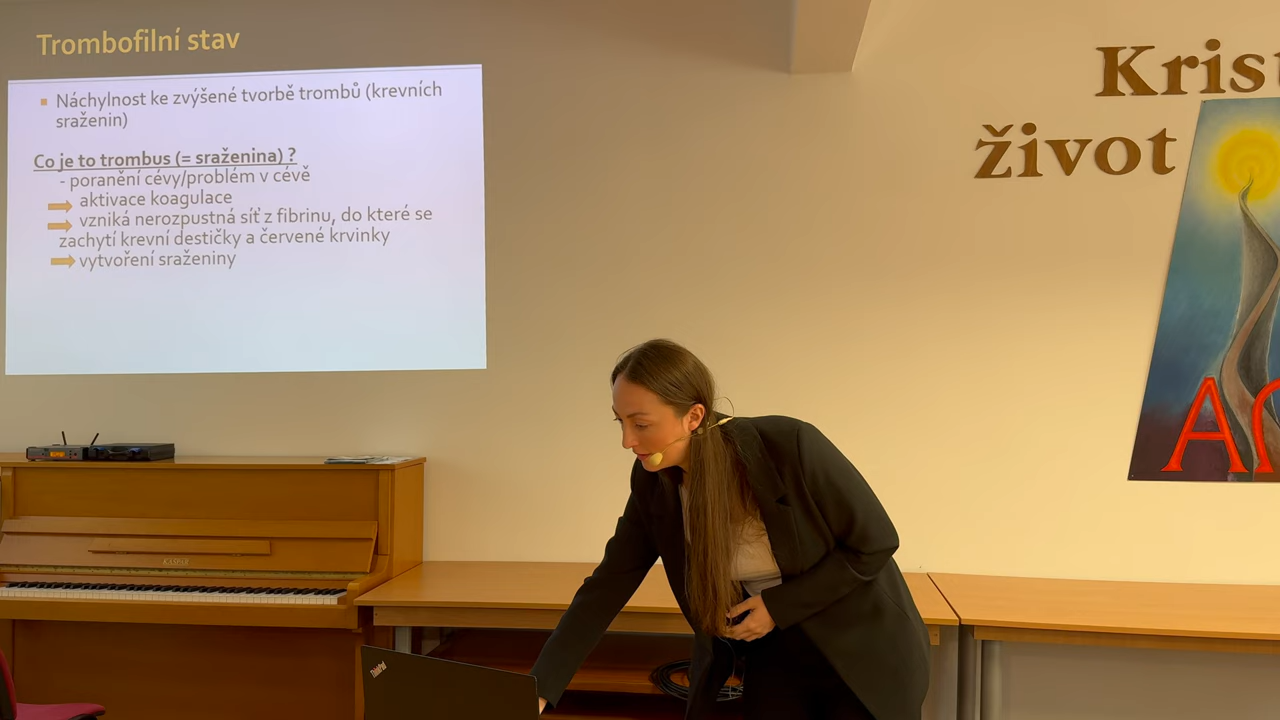 Trombofilní stav
Náchylnost ke zvýšené tvorbě trombů (krevních
sraženin)
Co je to trombus (= sraženina) ?
- poranění cévy/problém v cévě
aktivace koagulace
vzniká nerozpustná síť z fibrinu, do které se
zachytí krevní destičky a červené krvinky
vytvoření sraženiny
život
ThinkPad